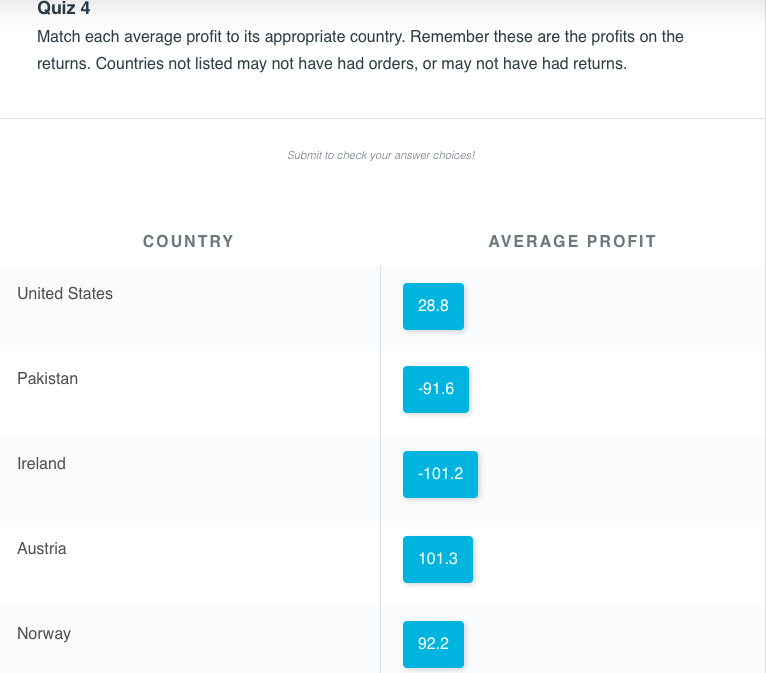 Quiz 4
Match each average profit to its appropriate country. Remember these are the profits on the
returns. Countries not listed may not have had orders, or may not have had returns.
Submit to check your answer choices!
COUNTRY AVERAGE PROFIT
United States 28.8
Pakistan -91.6
Ireland -101.2
Austria 101.3
Norway 92.2